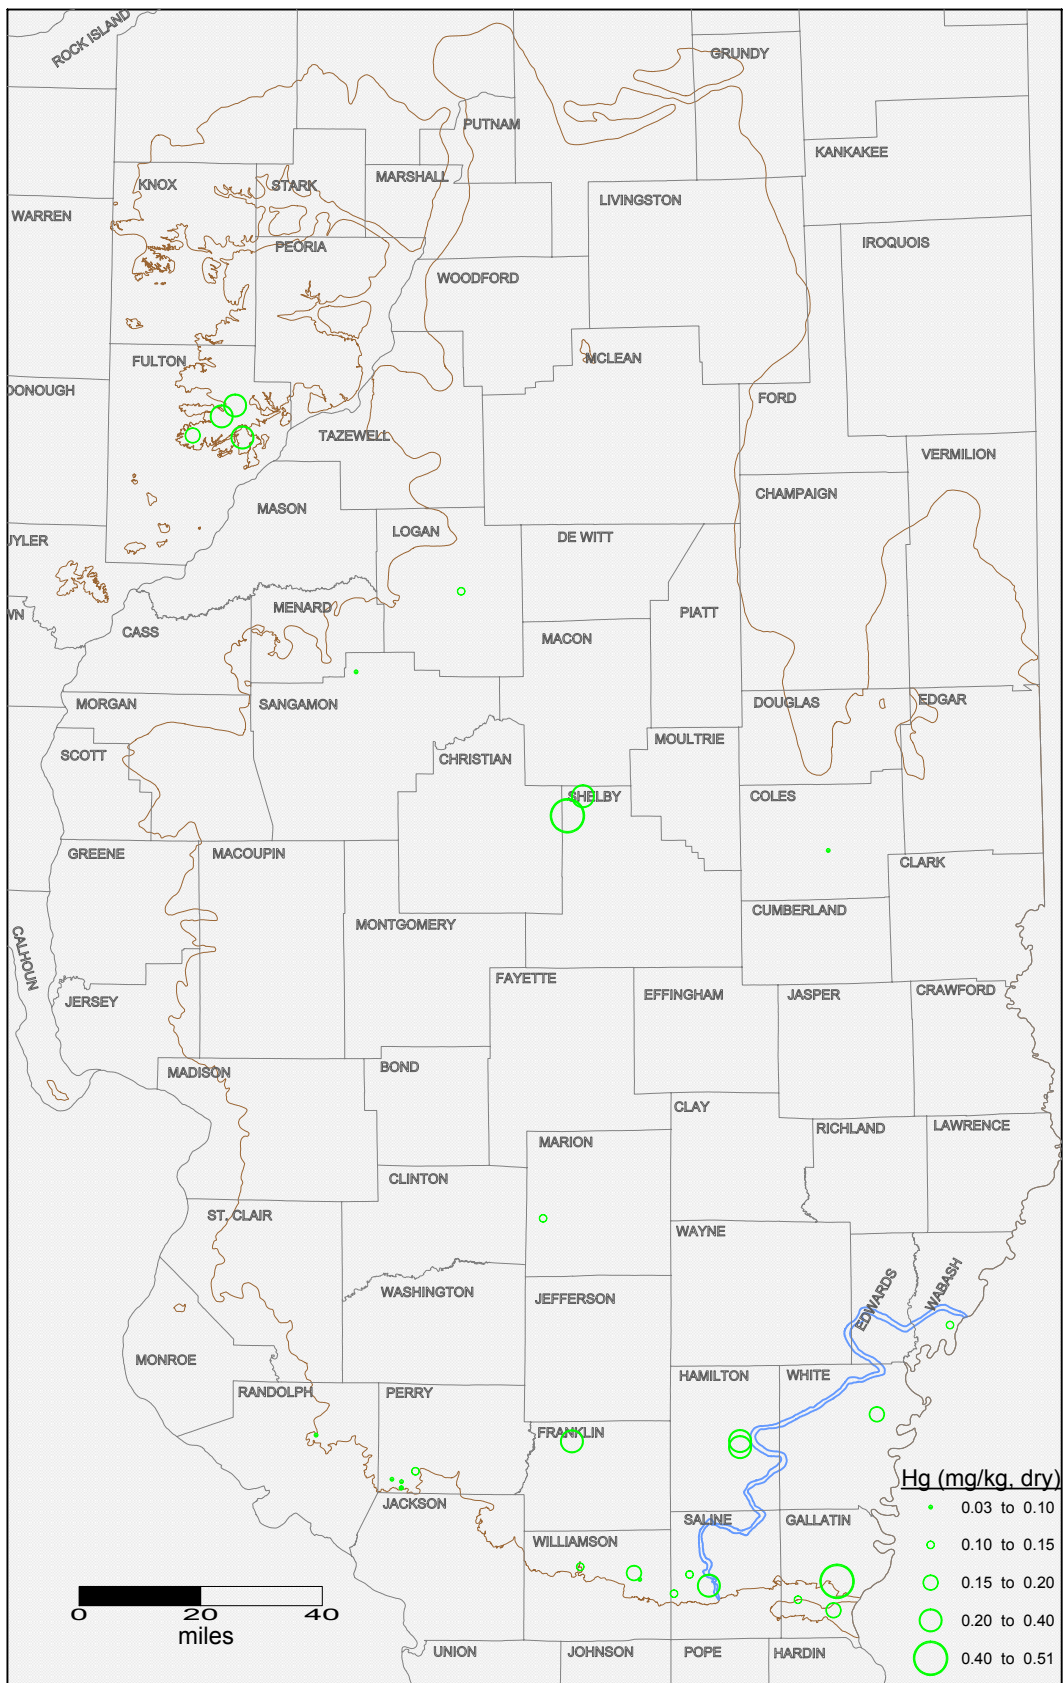 ROCK ISLAND
GRUNDY
PUTNAM
KANKAKEE
KNOX
STARK
MARSHALL
LIVINGSTON
WARREN
IROQUOIS
PEORIA
WOODFORD
FULTON
MCLEAN
DONOUGH
FORD
TAZEWELL
VERMILION
CHAMPAIGN
MASON
LOGAN
DE WITT
UYLER
MENARD
PIATT
WN
CASS
MACON
MORGAN
SANGAMON
DOUGLAS
EDGAR
SCOTT
MOULTRIE
CHRISTIAN
SHELBY
COLES
GREENE
MACOUPIN
CLARK
CUMBERLAND
MONTGOMERY
CALHOUN
FAYETTE
EFFINGHAM
JASPER
CRAWFORD
JERSEY
BOND
MADISON
CLAY
RICHLAND
LAWRENCE
MARION
CLINTON
ST. CLAIR
WAYNE
EDWARDS
WABASH
WASHINGTON
JEFFERSON
MONROE
HAMILTON
WHITE
RANDOLPH
PERRY
FRANKLIN
JACKSON
SALINE
GALLATIN
WILLIAMSON
UNION
JOHNSON
POPE
HARDIN
Hg (mg/kg, dry)
0.03 to 0.10
0.10 to 0.15
0.15 to 0.20
0.20 to 0.40
0.40 to 0.51
0 20 40
miles